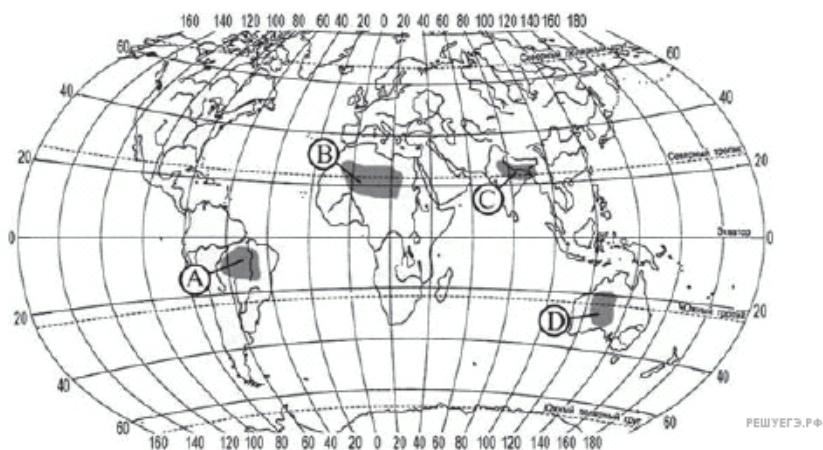 160 140 120 100 80 60 40 20 0 20 40 60 80 100 120 140 160 180
60 Северный полярный круг 60
40 40
B
20 Северный тропик 20
C
0 Экватор 0
A
20 Южный тропик 20
D
40 40
60 Южный полярный круг 60
РЕШУЕГЭ.РФ
160 140 120 100 80 60 40 20 0 20 40 60 80 100 120 140 160 180